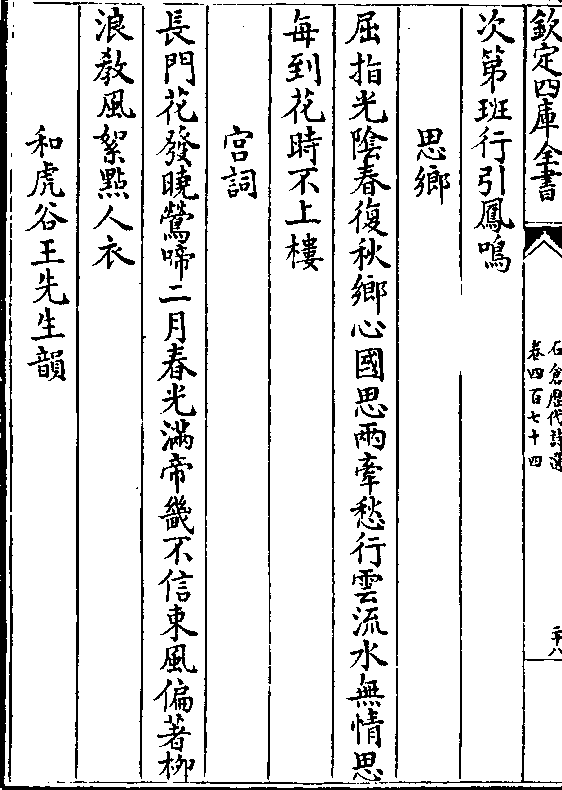 欽定四庫全書
石倉歷代詩選
卷四百七十四
次第班行引鳳鳴
思鄉
屈指光陰春復秋鄉心國思兩牽愁行雲流水無情思
每到花時不上樓
宮詞
長門花發曉鶯啼二月春光滿帝畿不信東風偏著柳
浪教風絮點人衣
和虎谷王先生韻